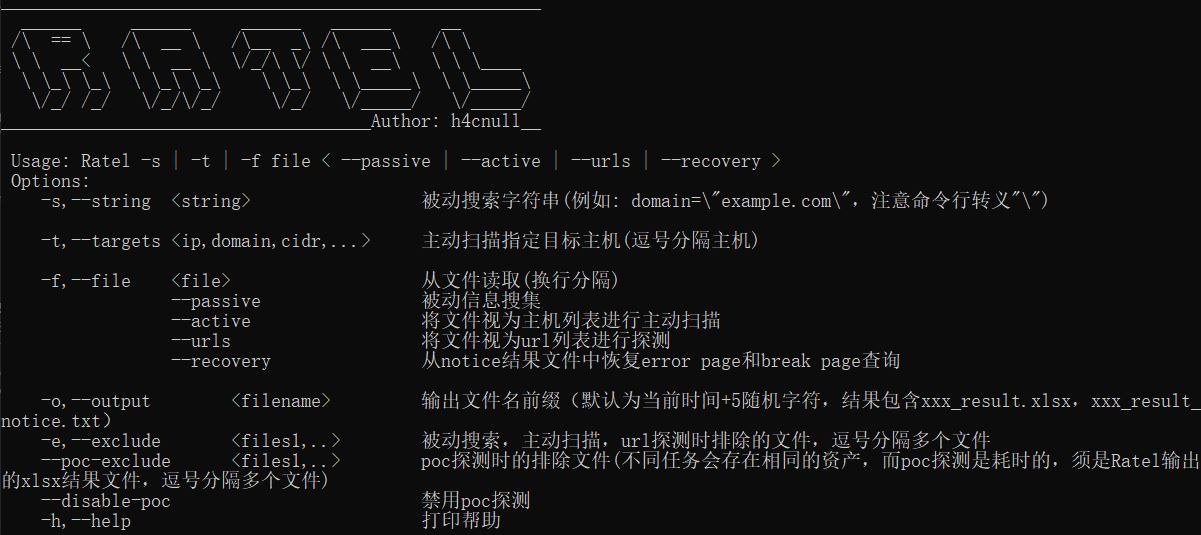 RATEL
Author: h4cnull
Usage: Ratel -s | -t | -f file < --passive | --active | --urls | --recovery >
Options:
-s,--string <string> 被动搜索字符串(例如: domain=\"example.com\", 注意命令行转义"\")
-t,--targets <ip,domain,cidr,...> 主动扫描指定目标主机(逗号分隔主机)
-f,--file <file> 从文件读取(换行分隔)
--passive 被动信息搜集
--active 将文件视为主机列表进行主动扫描
--urls 将文件视为url列表进行探测
--recovery 从notice结果文件中恢复error page和break page查询
-o,--output <filename> 输出文件名前缀（默认为当前时间+5随机字符，结果包含xxx_result.xlsx，xxx_result_
notice.txt）
-e,--exclude <files1,..> 被动搜索，主动扫描，url探测时排除的文件，逗号分隔多个文件
--poc-exclude <files1,..> poc探测时的排除文件(不同任务会存在相同的资产，而poc探测是耗时的，须是Ratel输出
的xlsx结果文件，逗号分隔多个文件)
--disable-poc 禁用poc探测
-h,--help 打印帮助